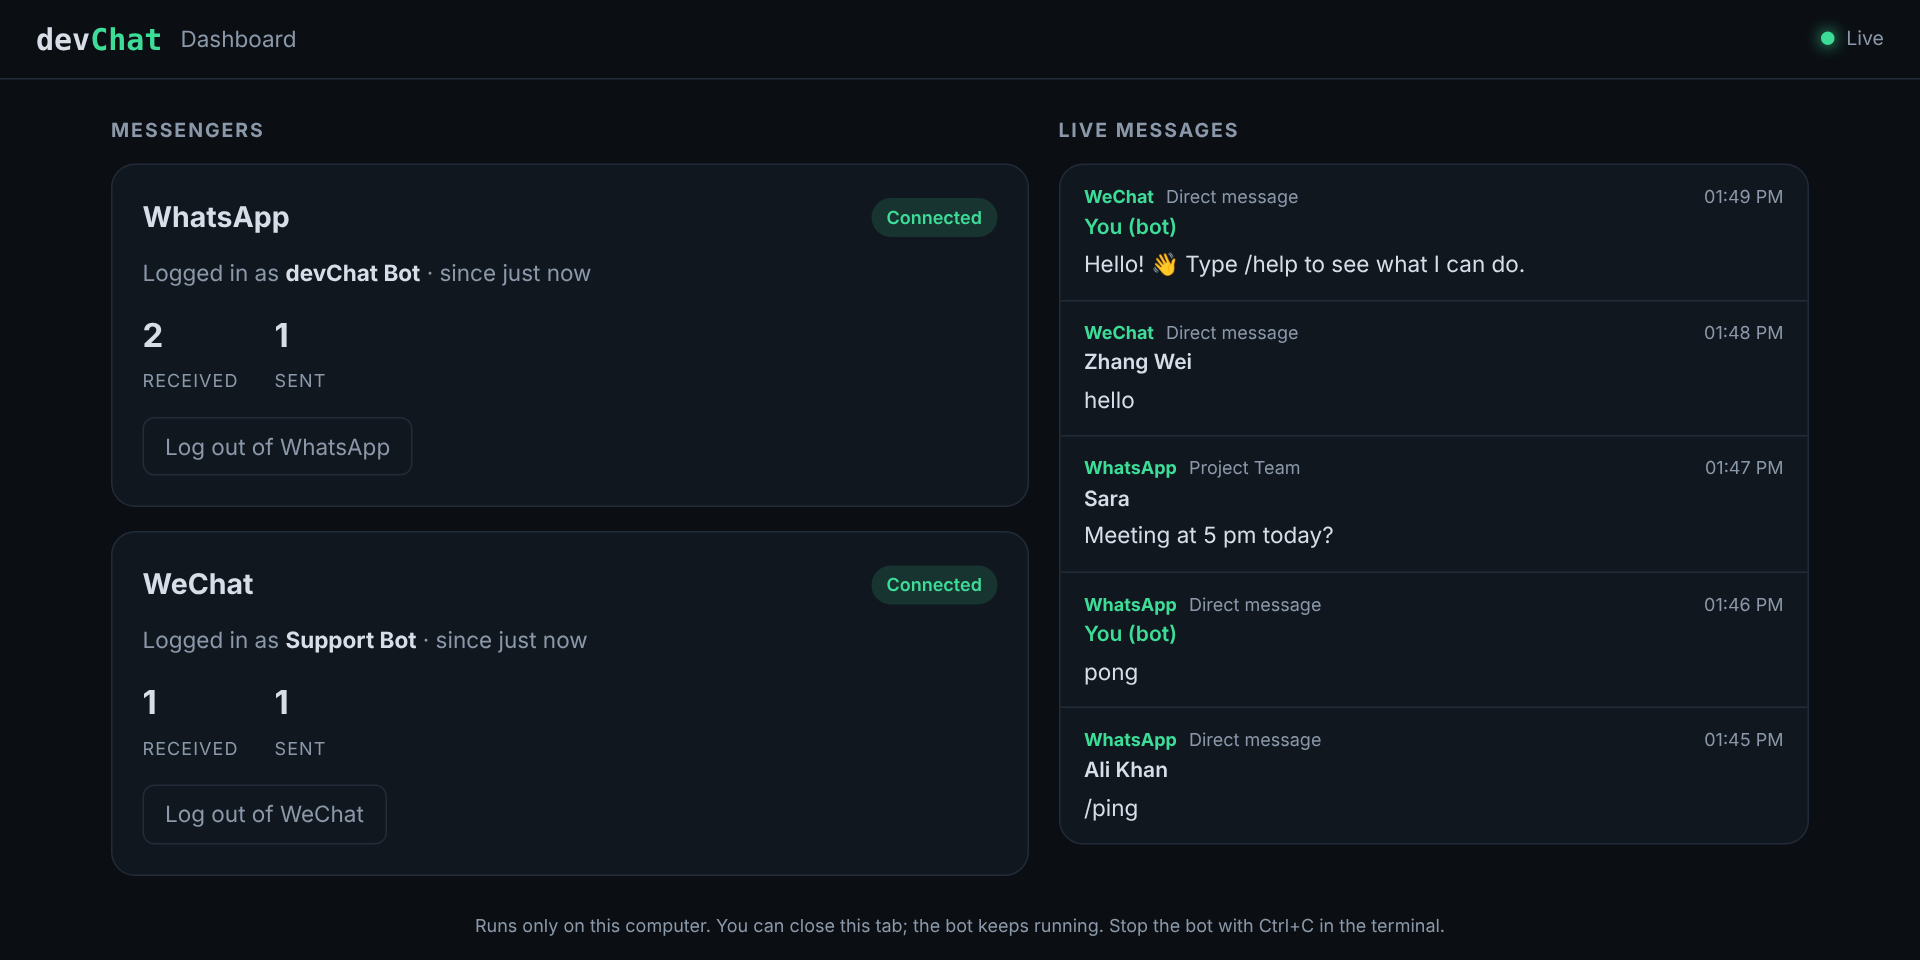 devChat Dashboard
Live
MESSENGERS
WhatsApp
Connected
Logged in as devChat Bot · since just now
2 1
RECEIVED SENT
Log out of WhatsApp
WeChat
Connected
Logged in as Support Bot · since just now
1 1
RECEIVED SENT
Log out of WeChat
LIVE MESSAGES
WeChat Direct message 01:49 PM
You (bot)
Hello! 👋 Type /help to see what I can do.
WeChat Direct message 01:48 PM
Zhang Wei
hello
WhatsApp Project Team 01:47 PM
Sara
Meeting at 5 pm today?
WhatsApp Direct message 01:46 PM
You (bot)
pong
WhatsApp Direct message 01:45 PM
Ali Khan
/ping
Runs only on this computer. You can close this tab; the bot keeps running. Stop the bot with Ctrl+C in the terminal.